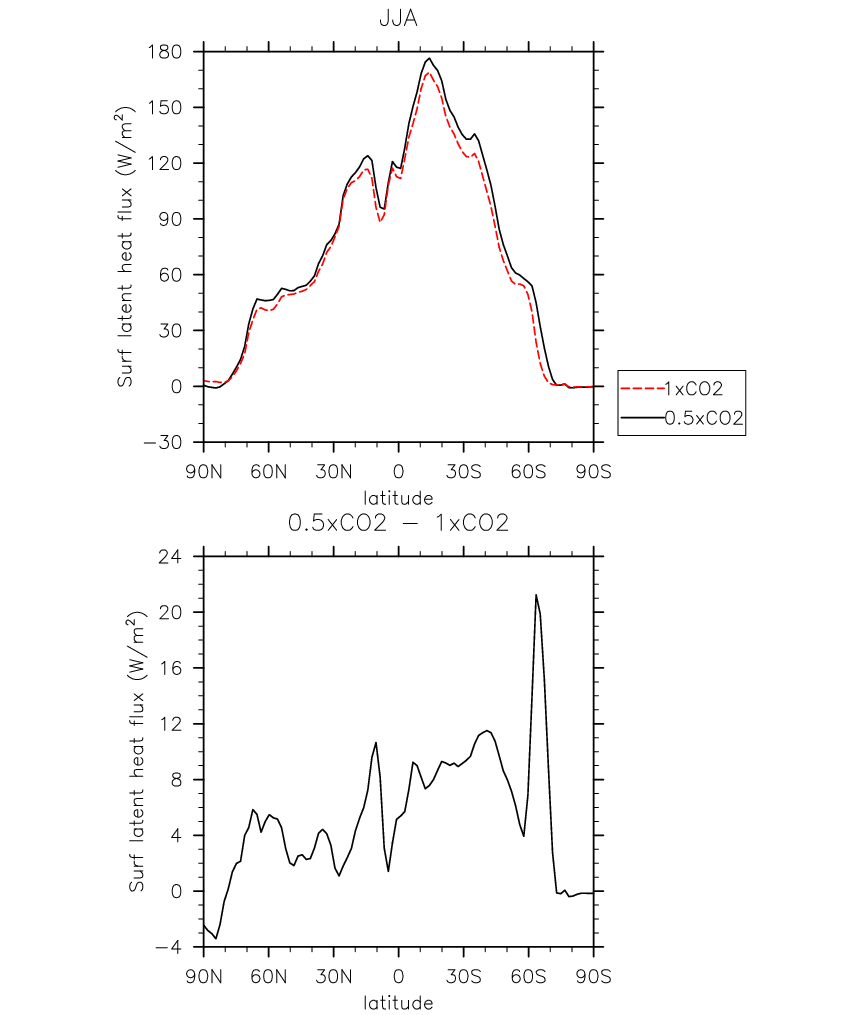 JJA
180
150
120
90
60
30
0
−30
Surf latent heat flux (W/m²)
90N 60N 30N 0 30S 60S 90S
latitude
1xCO2
0.5xCO2
0.5xCO2 − 1xCO2
24
20
16
12
8
4
0
−4
Surf latent heat flux (W/m²)
90N 60N 30N 0 30S 60S 90S
latitude